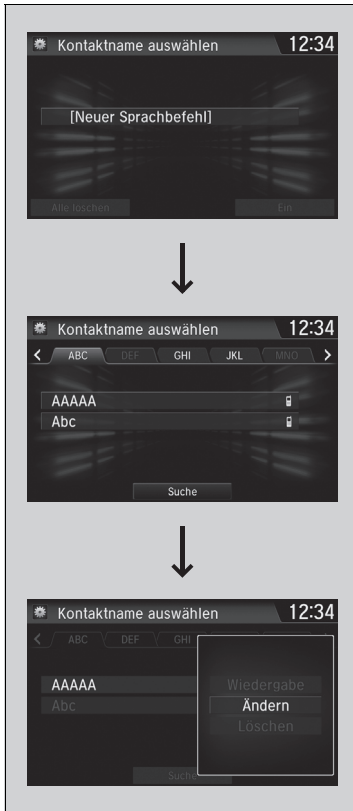 Kontaktname auswählen 12:34
[Neuer Sprachbefehl]
Alle löschen Ein
Kontaktname auswählen 12:34
< ABC DEF GHI JKL MNO >
AAAAA
Abc
Suche
Kontaktname auswählen 12:34
< ABC DEF GHI
AAAAA Wiedergabe
Abc Ändern
Löschen
Suche